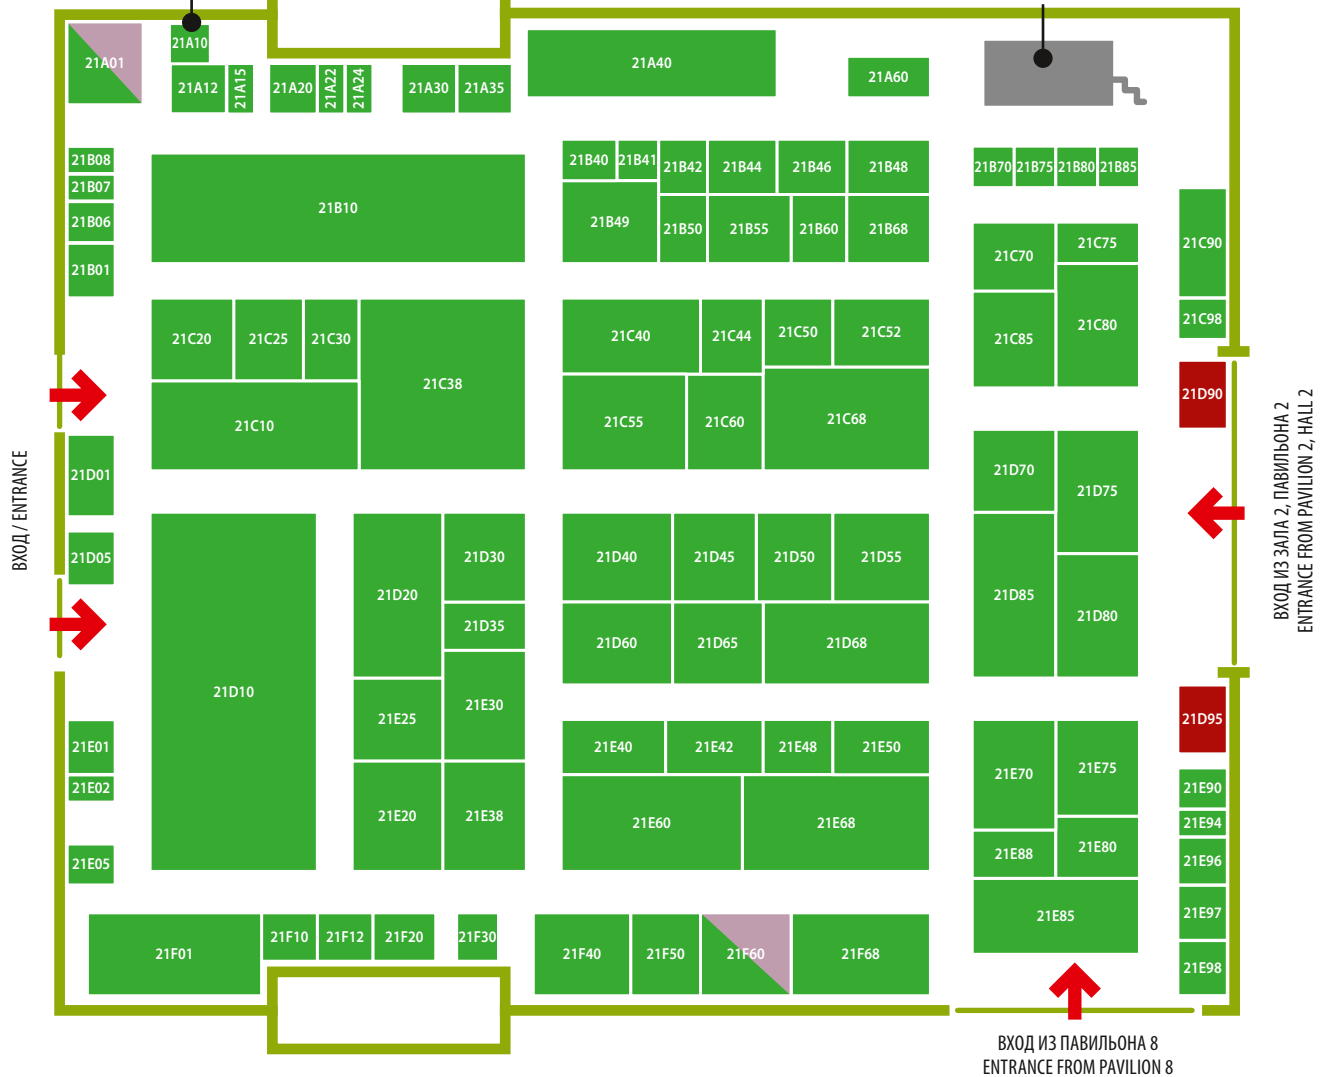 21A01
21A10
21A12
21A15
21A20
21A22
21A24
21A30
21A35
21A40
21A60
21B08
21B07
21B06
21B01
21B10
21B40
21B41
21B42
21B44
21B46
21B48
21B49
21B50
21B55
21B60
21B68
21B70
21B75
21B80
21B85
21C70
21C75
21C80
21C85
21C90
21C98
21C20
21C25
21C30
21C38
21C10
21C40
21C44
21C50
21C52
21C55
21C60
21C68
21D90
ВХОД / ENTRANCE
21D01
21D05
21D10
21D20
21D30
21D35
21E25
21E30
21E20
21E38
21D40
21D45
21D50
21D55
21D60
21D65
21D68
21D70
21D75
21D85
21D80
ВХОД ИЗ ЗАЛА 2, ПАВИЛЬОНА 2
ENTRANCE FROM PAVILION 2, HALL 2
21D95
21E01
21E02
21E05
21E40
21E42
21E48
21E50
21E60
21E68
21E70
21E75
21E88
21E80
21E85
21E90
21E94
21E96
21E97
21E98
21F01
21F10
21F12
21F20
21F30
21F40
21F50
21F60
21F68
ВХОД ИЗ ПАВИЛЬОНА 8
ENTRANCE FROM PAVILION 8